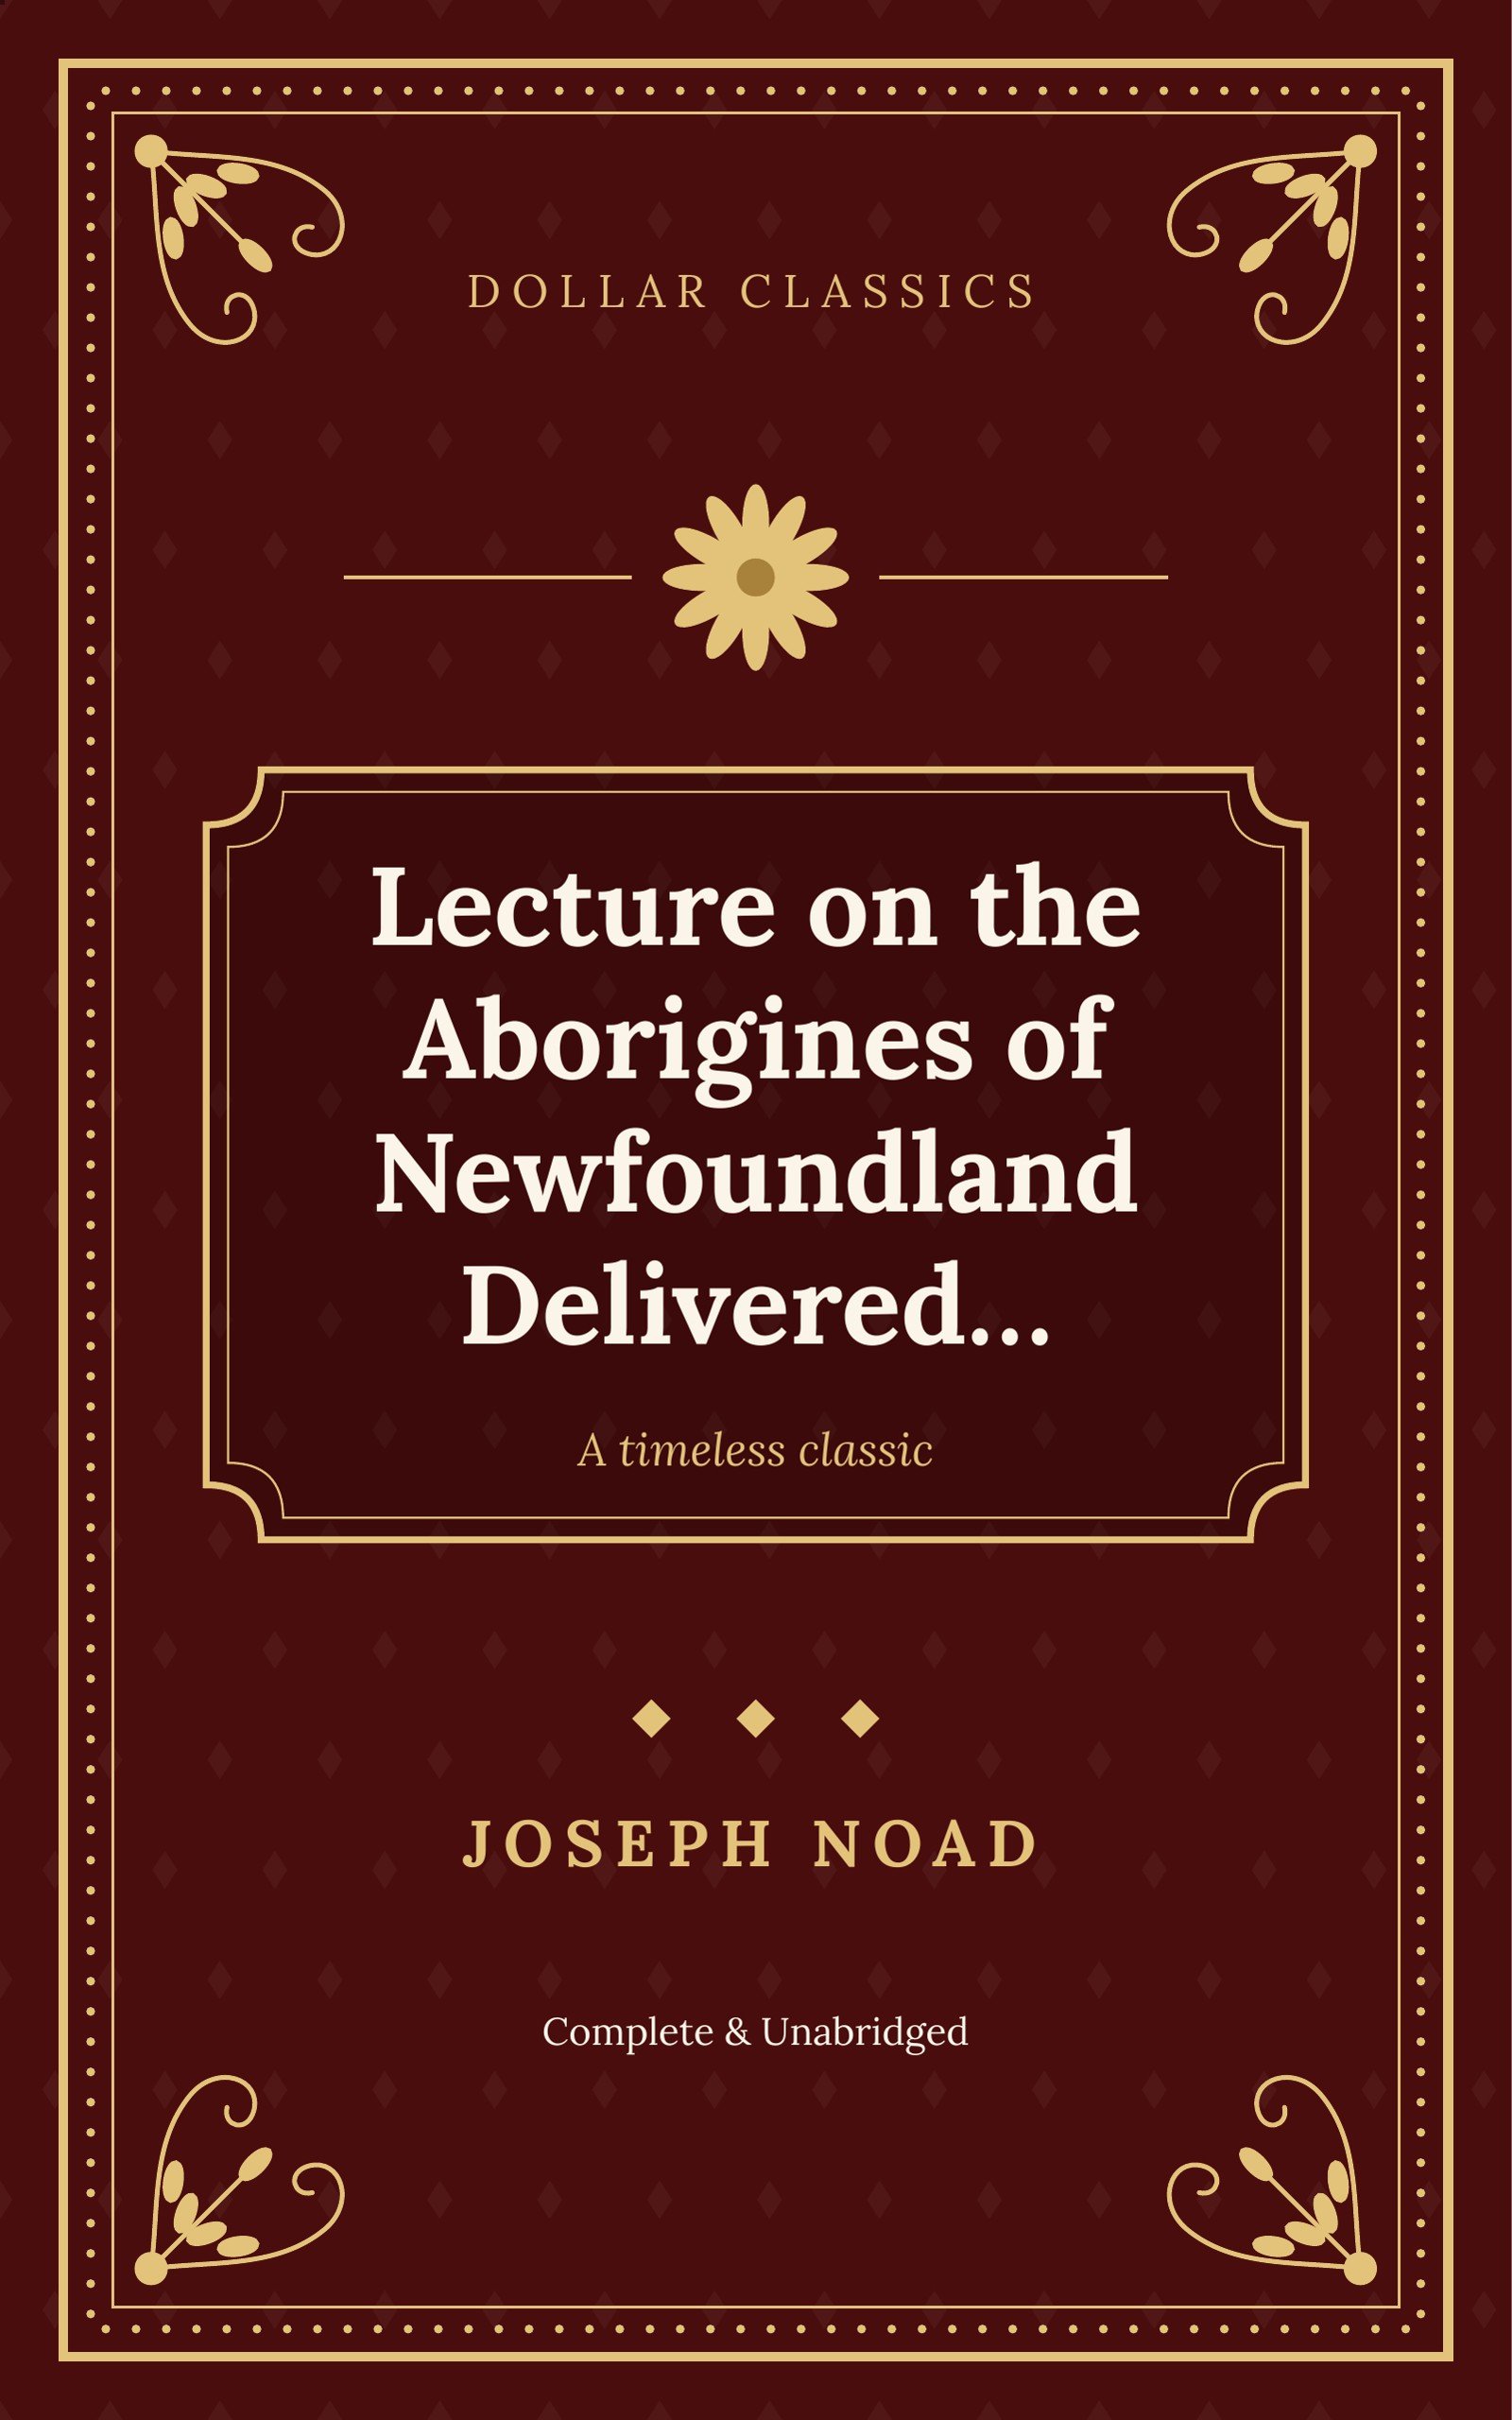 DOLLAR CLASSICS
Lecture on the
Aborigines of
Newfoundland
Delivered...
A timeless classic
JOSEPH NOAD
Complete & Unabridged